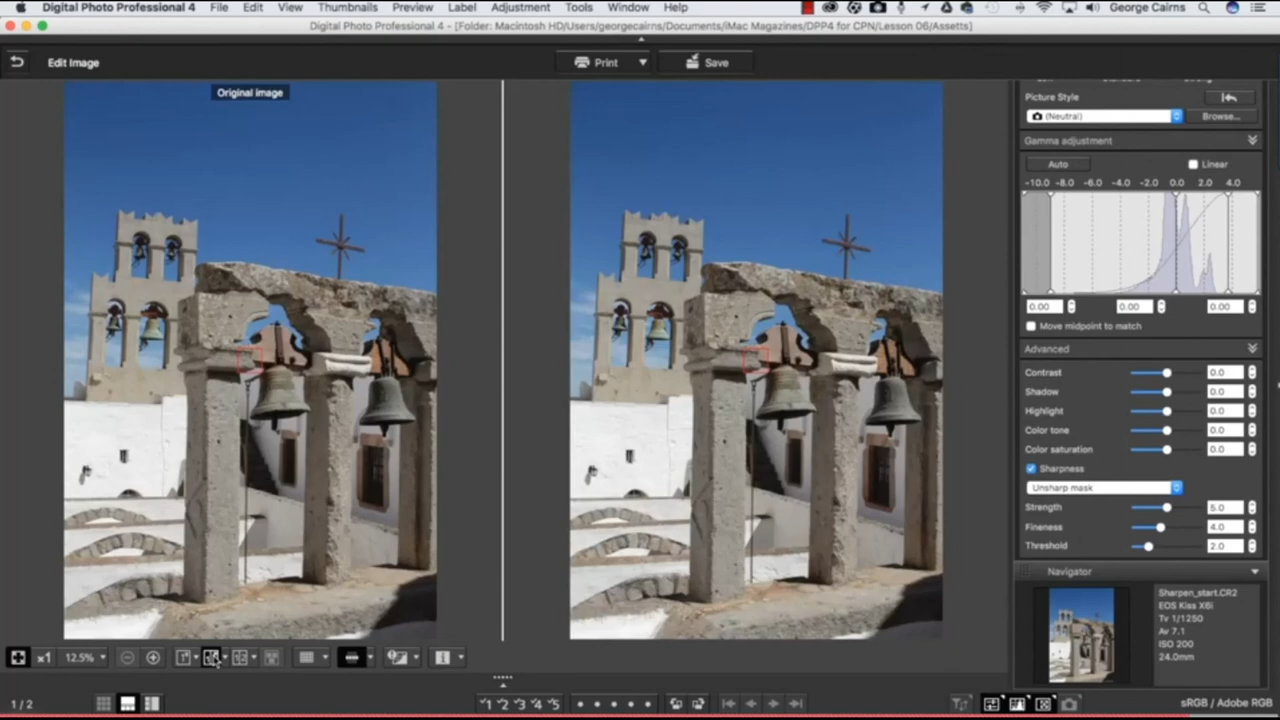 Digital Photo Professional 4 File Edit View Thumbnails Preview Label Adjustment Tools Window Help George Cairns
Digital Photo Professional 4 - [Folder: Macintosh HD/Users/georgecairns/Documents/iMac Magazines/DPP4 for CPN/Lesson 06/Assetts]
Edit Image Print Save
Original image
Picture Style
(Neutral) Browse...
Gamma adjustment
Auto Linear
-10.0 -8.0 -6.0 -4.0 -2.0 0.0 2.0 4.0
0.00 0.00 0.00
Move midpoint to match
Advanced
Contrast 0.0
Shadow 0.0
Highlight 0.0
Color tone 0.0
Color saturation 0.0
Sharpness
Unsharp mask
Strength 5.0
Fineness 4.0
Threshold 2.0
Navigator
Sharpen_start.CR2
EOS Kiss X6i
Tv 1/1250
Av 7.1
ISO 200
24.0mm
x1 12.5%
1 / 2 1 2 3 4 5 sRGB / Adobe RGB